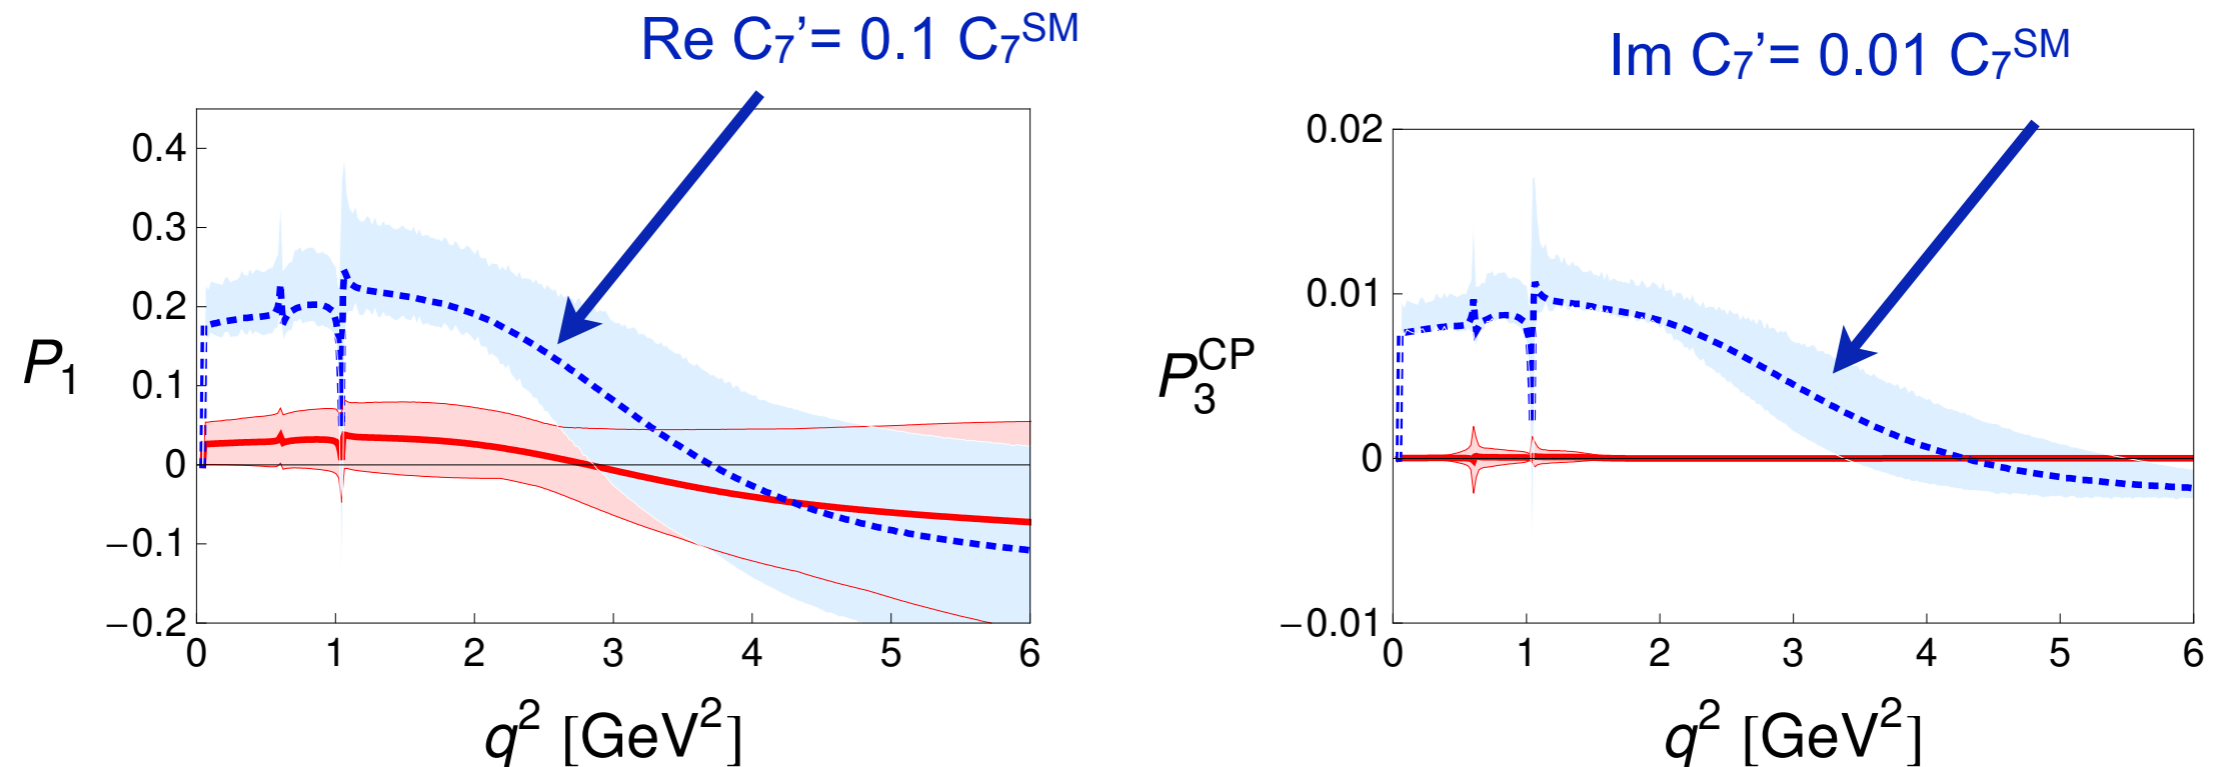 Re C₇’= 0.1 C₇ˢᴹ
P₁
0.4
0.3
0.2
0.1
0
−0.1
−0.2
0 1 2 3 4 5 6
q² [GeV²]
Im C₇’= 0.01 C₇ˢᴹ
P₃^CP
0.02
0.01
0
−0.01
0 1 2 3 4 5 6
q² [GeV²]